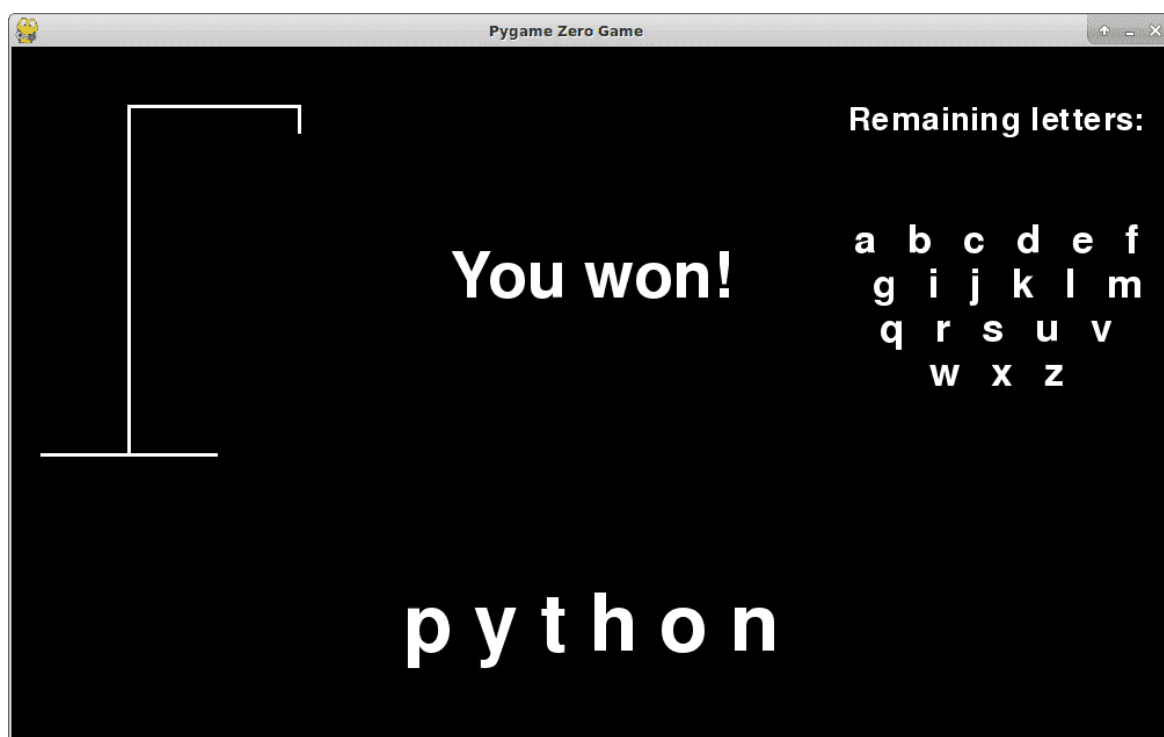 Pygame Zero Game
Remaining letters:
You won!
a b c d e f
g i j k l m
q r s u v
w x z
p y t h o n